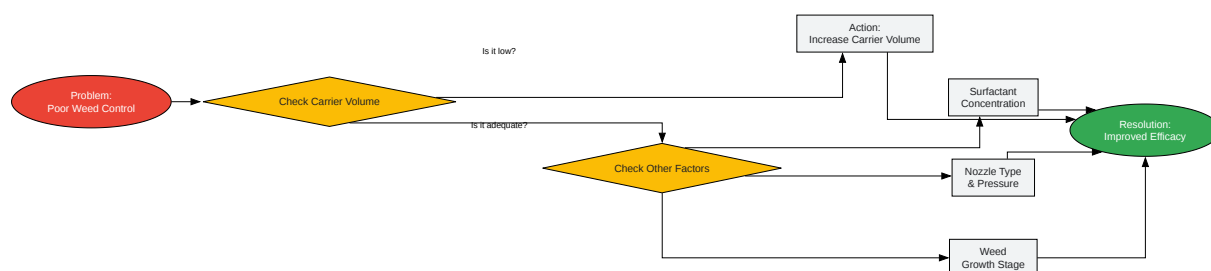 Problem:
Poor Weed Control
Check Carrier Volume
Is it low?
Action:
Increase Carrier Volume
Is it adequate?
Check Other Factors
Surfactant
Concentration
Nozzle Type
& Pressure
Weed
Growth Stage
Resolution:
Improved Efficacy